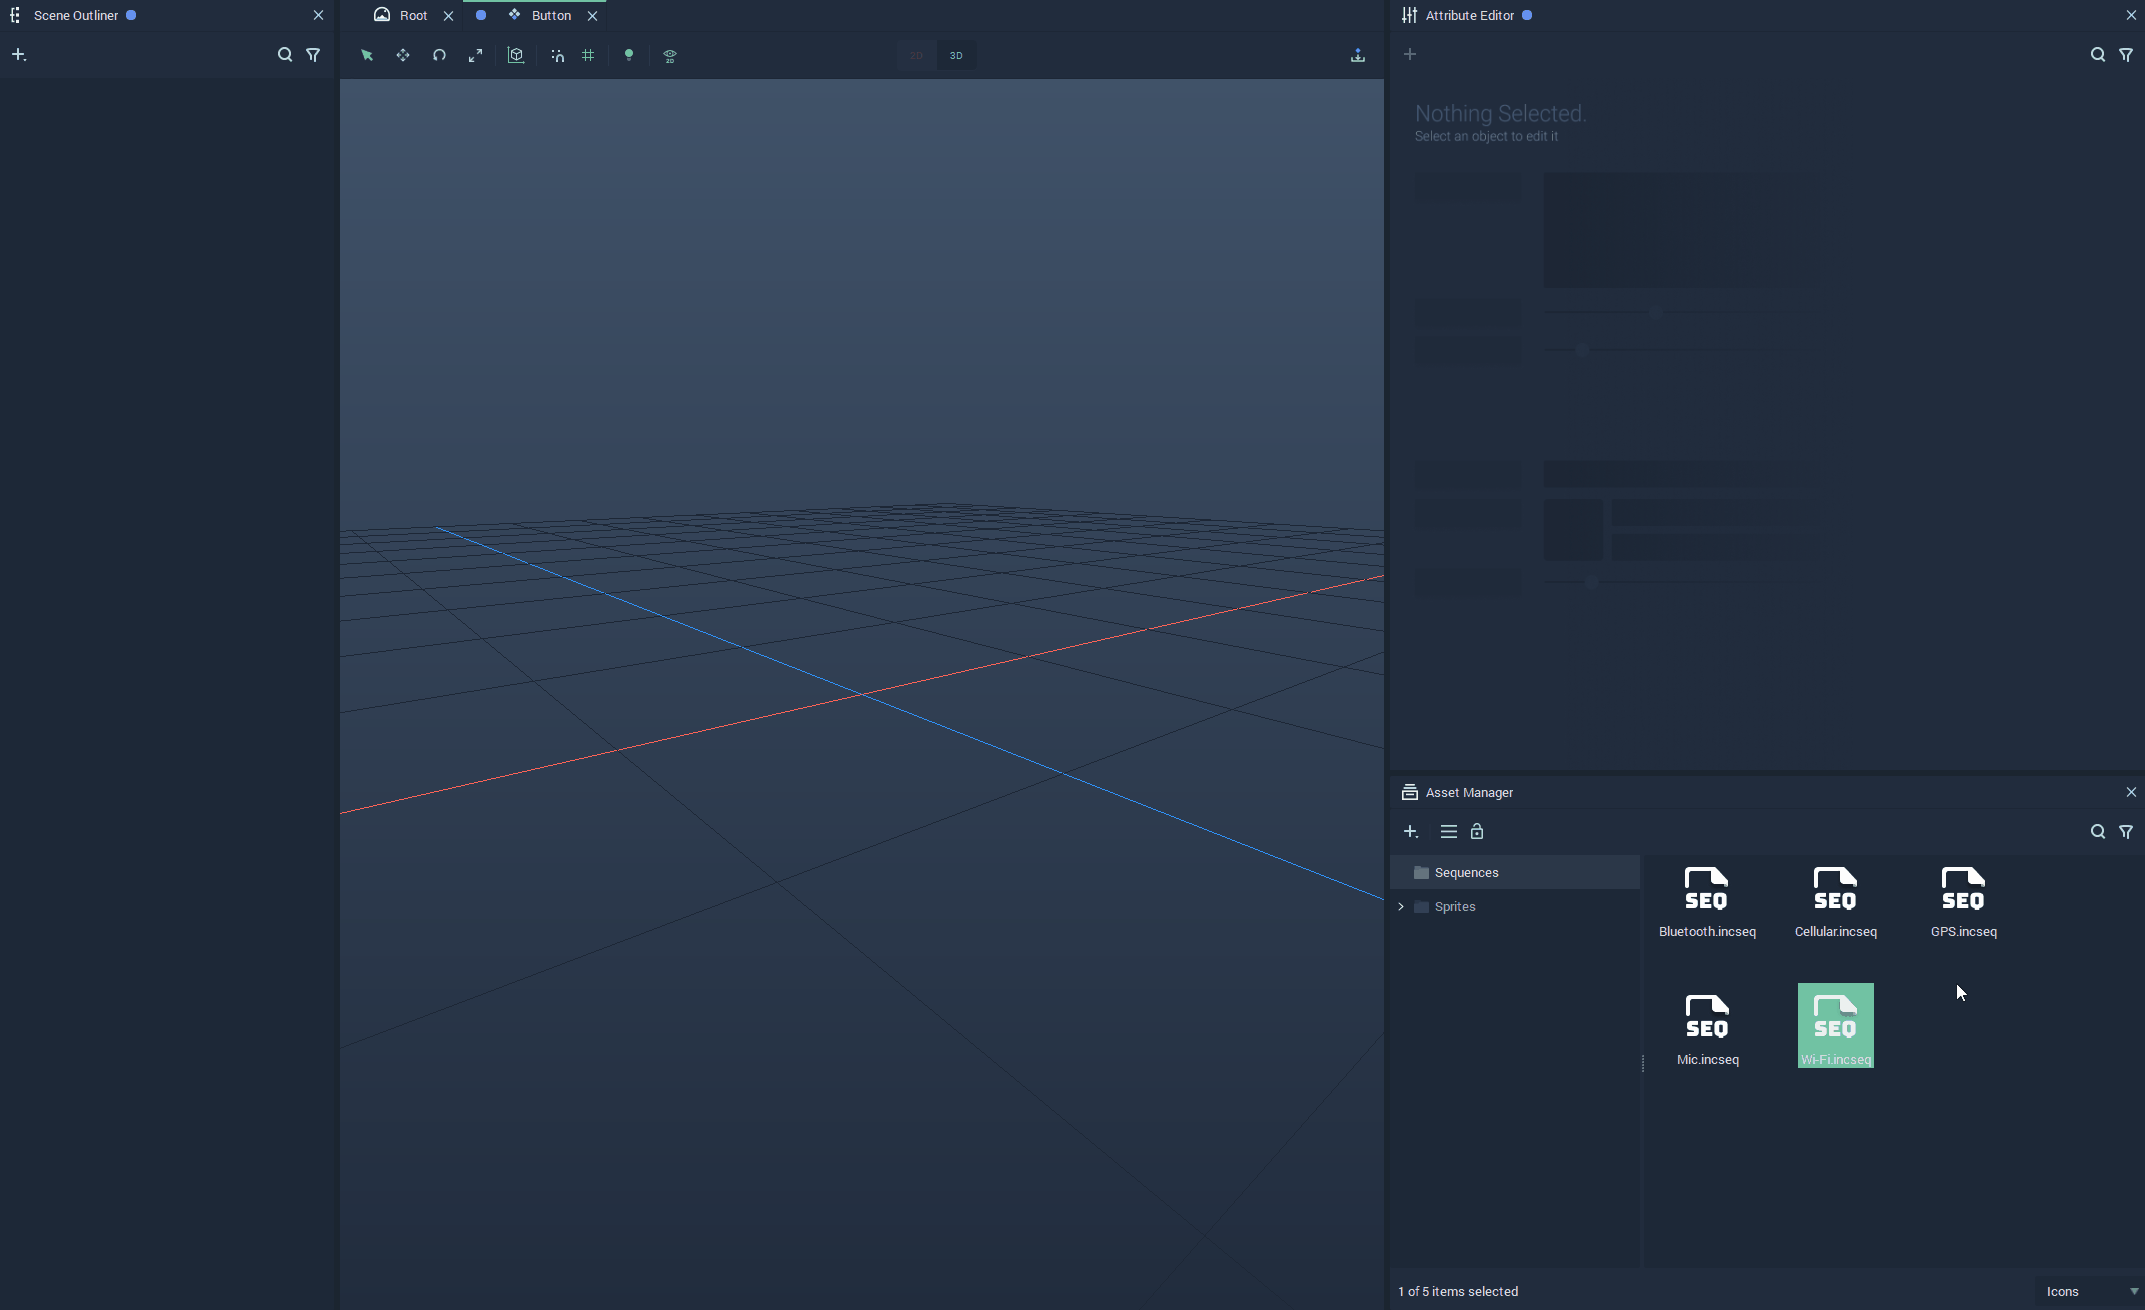 Scene Outliner
Root
Button
2D
3D
2D
Attribute Editor
Nothing Selected.
Select an object to edit it
Asset Manager
Sequences
Sprites
SEQ
SEQ
SEQ
Bluetooth.incseq
Cellular.incseq
GPS.incseq
SEQ
SEQ
Mic.incseq
Wi-Fi.incseq
1 of 5 items selected
Icons